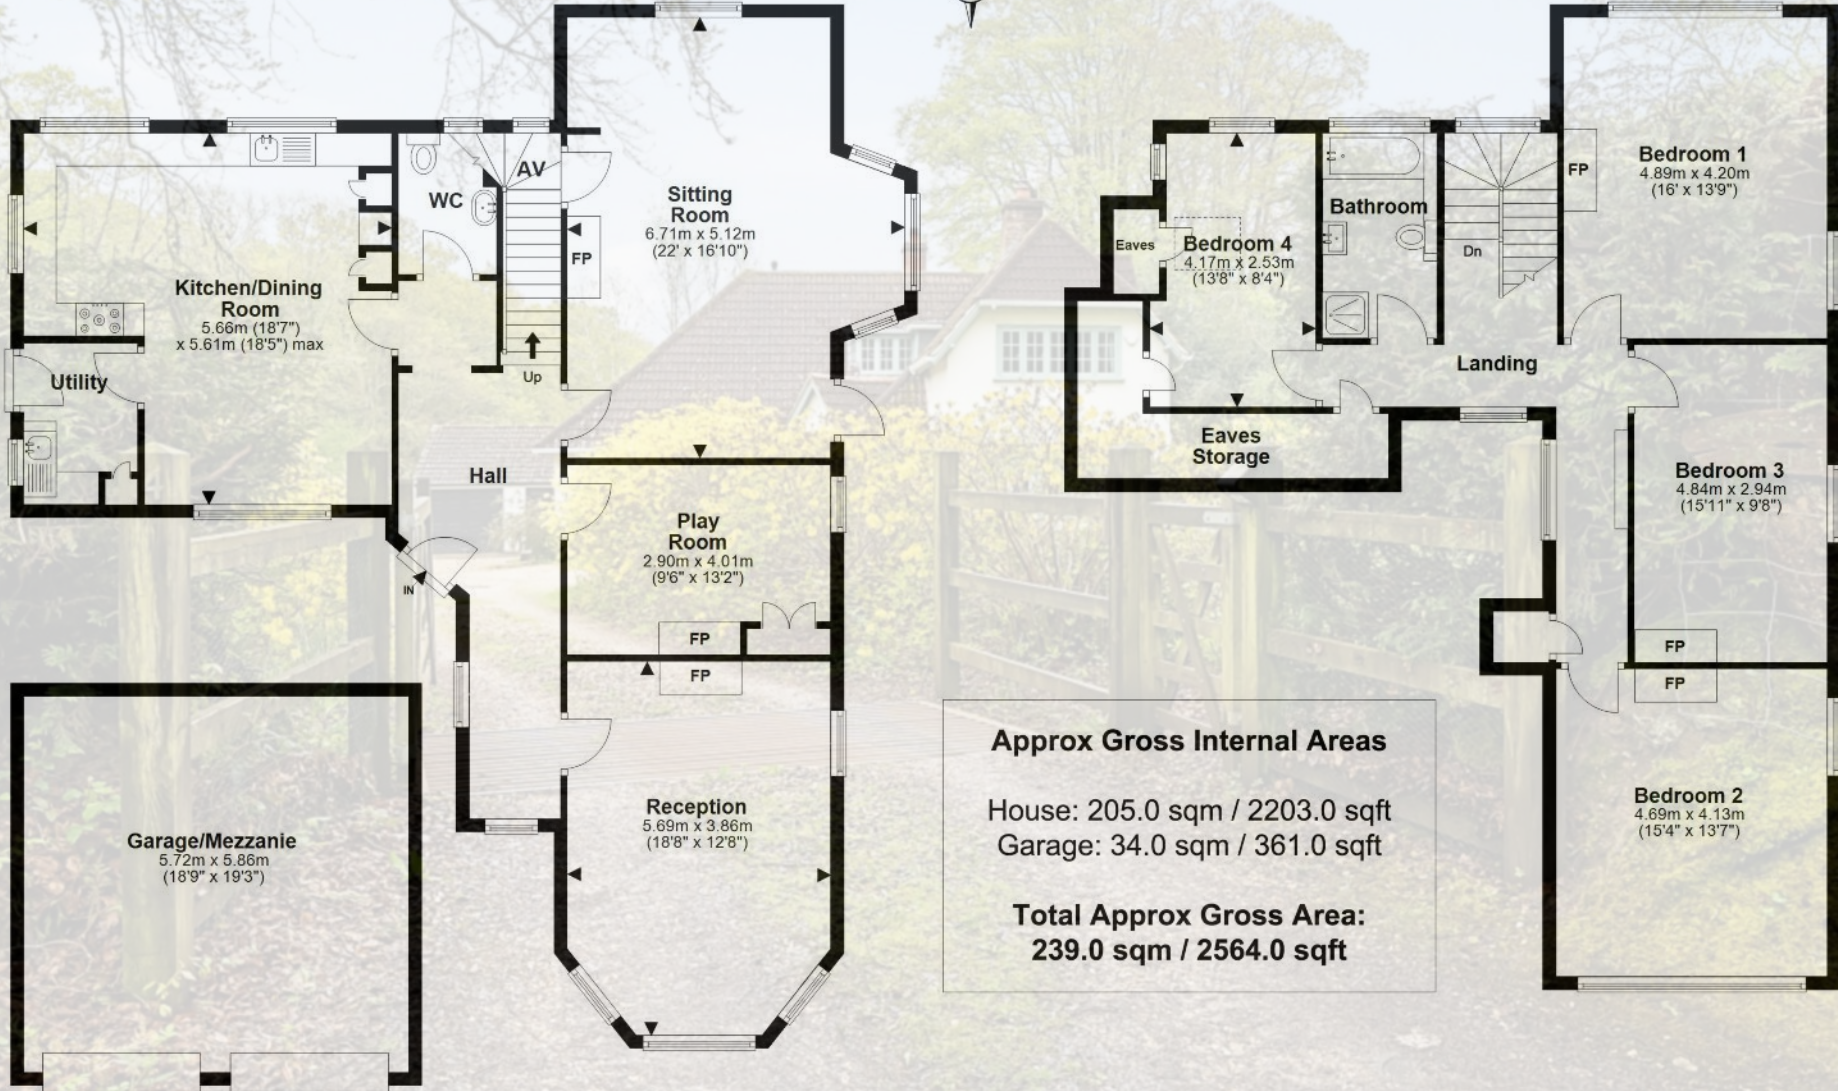 AV
WC
Sitting
Room
6.71m x 5.12m
(22' x 16'10")
FP
Kitchen/Dining
Room
5.66m (18'7")
x 5.61m (18'5") max
Utility
Up
Hall
Play
Room
2.90m x 4.01m
(9'6" x 13'2")
IN
FP
FP
Reception
5.69m x 3.86m
(18'8" x 12'8")
Garage/Mezzanie
5.72m x 5.86m
(18'9" x 19'3")
Bedroom 1
4.89m x 4.20m
(16' x 13'9")
FP
Bathroom
Eaves
Bedroom 4
4.17m x 2.53m
(13'8" x 8'4")
Dn
Landing
Eaves
Storage
Bedroom 3
4.84m x 2.94m
(15'11" x 9'8")
FP
FP
Bedroom 2
4.69m x 4.13m
(15'4" x 13'7")
Approx Gross Internal Areas
House: 205.0 sqm / 2203.0 sqft
Garage: 34.0 sqm / 361.0 sqft
Total Approx Gross Area:
239.0 sqm / 2564.0 sqft